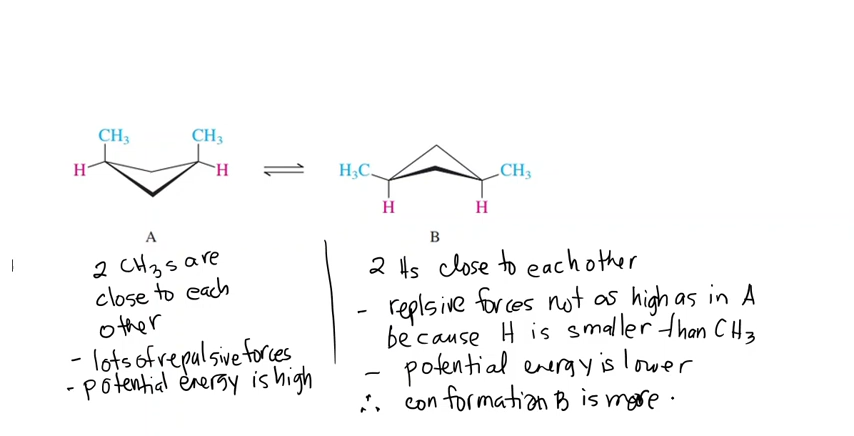 CH₃ CH₃
H H ⇌ H₃C CH₃
H H
A B
2 CH3s are
close to each
other
- lots of repulsive forces
- potential energy is high
2 Hs close to each other
- replsive forces not as high as in A
because H is smaller than CH3
- potential energy is lower
∴ conformation B is more.